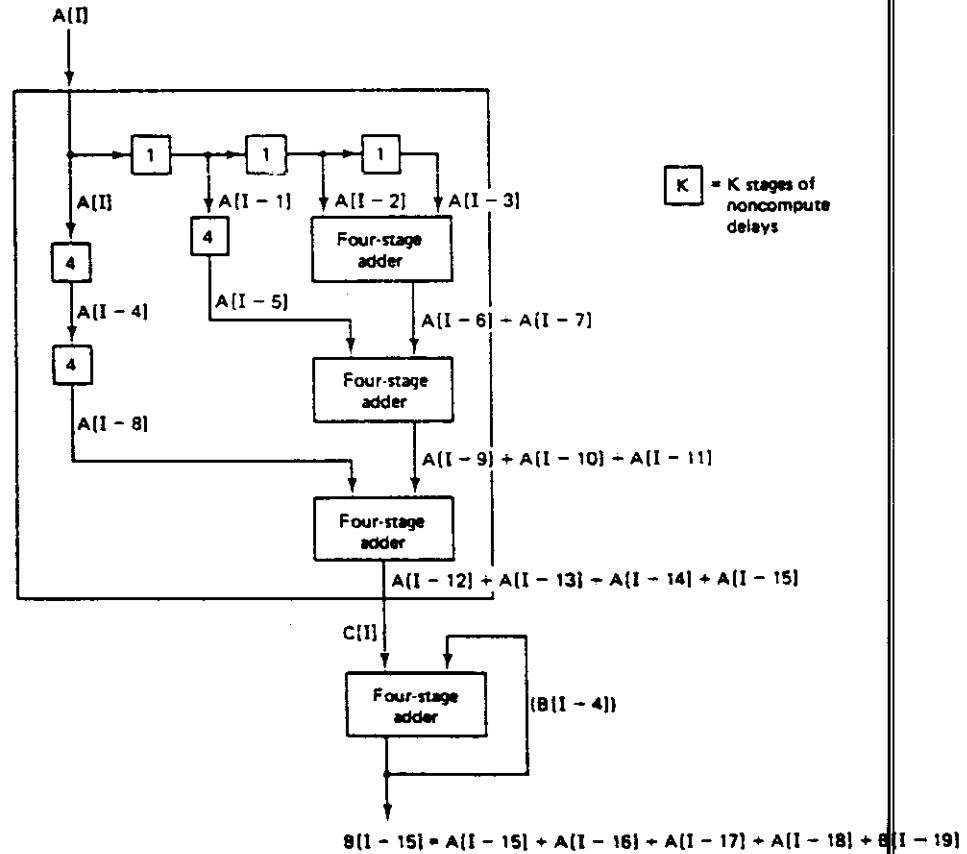 A[I]
1
1
1
A[I]
A[I - 1]
A[I - 2]
A[I - 3]
K = K stages of
noncompute
delays
4
4
Four-stage
adder
A[I - 4]
A[I - 5]
A[I - 6] + A[I - 7]
4
Four-stage
adder
A[I - 8]
A[I - 9] + A[I - 10] + A[I - 11]
Four-stage
adder
A[I - 12] + A[I - 13] + A[I - 14] + A[I - 15]
C[I]
Four-stage
adder
(B[I - 4])
B[I - 15] = A[I - 15] + A[I - 16] + A[I - 17] + A[I - 18] + B[I - 19]